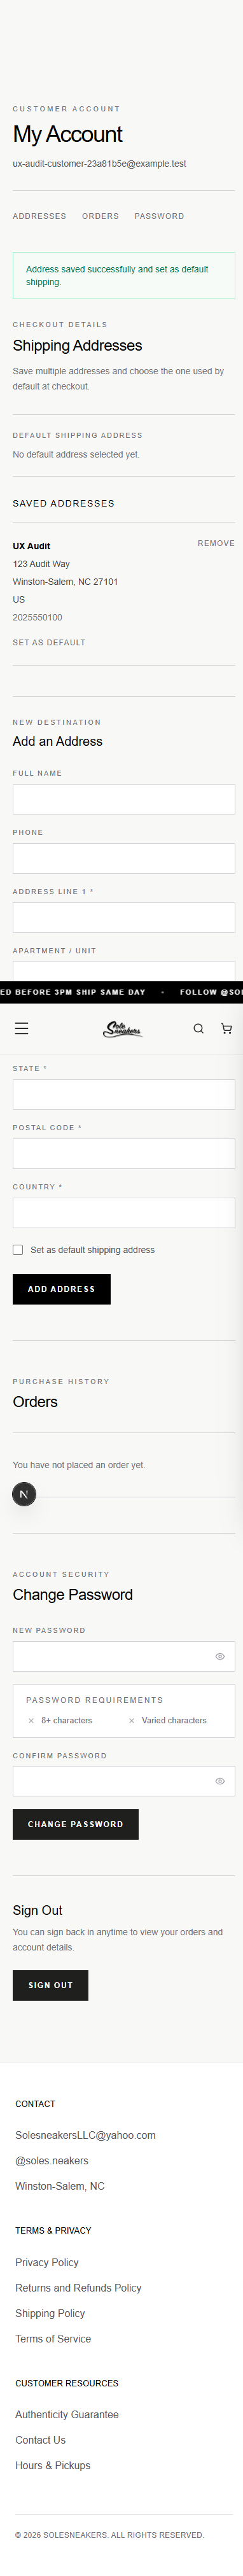 CUSTOMER ACCOUNT
My Account
ux-audit-customer-23a81b5e@example.test
ADDRESSES ORDERS PASSWORD
Address saved successfully and set as default
shipping.
CHECKOUT DETAILS
Shipping Addresses
Save multiple addresses and choose the one used by
default at checkout.
DEFAULT SHIPPING ADDRESS
No default address selected yet.
SAVED ADDRESSES
UX Audit REMOVE
123 Audit Way
Winston-Salem, NC 27101
US
2025550100
SET AS DEFAULT
NEW DESTINATION
Add an Address
FULL NAME
PHONE
ADDRESS LINE 1 *
APARTMENT / UNIT
ED BEFORE 3PM SHIP SAME DAY - FOLLOW @SO
Sole Sneakers
STATE *
POSTAL CODE *
COUNTRY *
Set as default shipping address
ADD ADDRESS
PURCHASE HISTORY
Orders
You have not placed an order yet.
N
ACCOUNT SECURITY
Change Password
NEW PASSWORD
PASSWORD REQUIREMENTS
8+ characters Varied characters
CONFIRM PASSWORD
CHANGE PASSWORD
Sign Out
You can sign back in anytime to view your orders and
account details.
SIGN OUT
CONTACT
SolesneakersLLC@yahoo.com
@soles.neakers
Winston-Salem, NC
TERMS & PRIVACY
Privacy Policy
Returns and Refunds Policy
Shipping Policy
Terms of Service
CUSTOMER RESOURCES
Authenticity Guarantee
Contact Us
Hours & Pickups
© 2026 SOLESNEAKERS. ALL RIGHTS RESERVED.